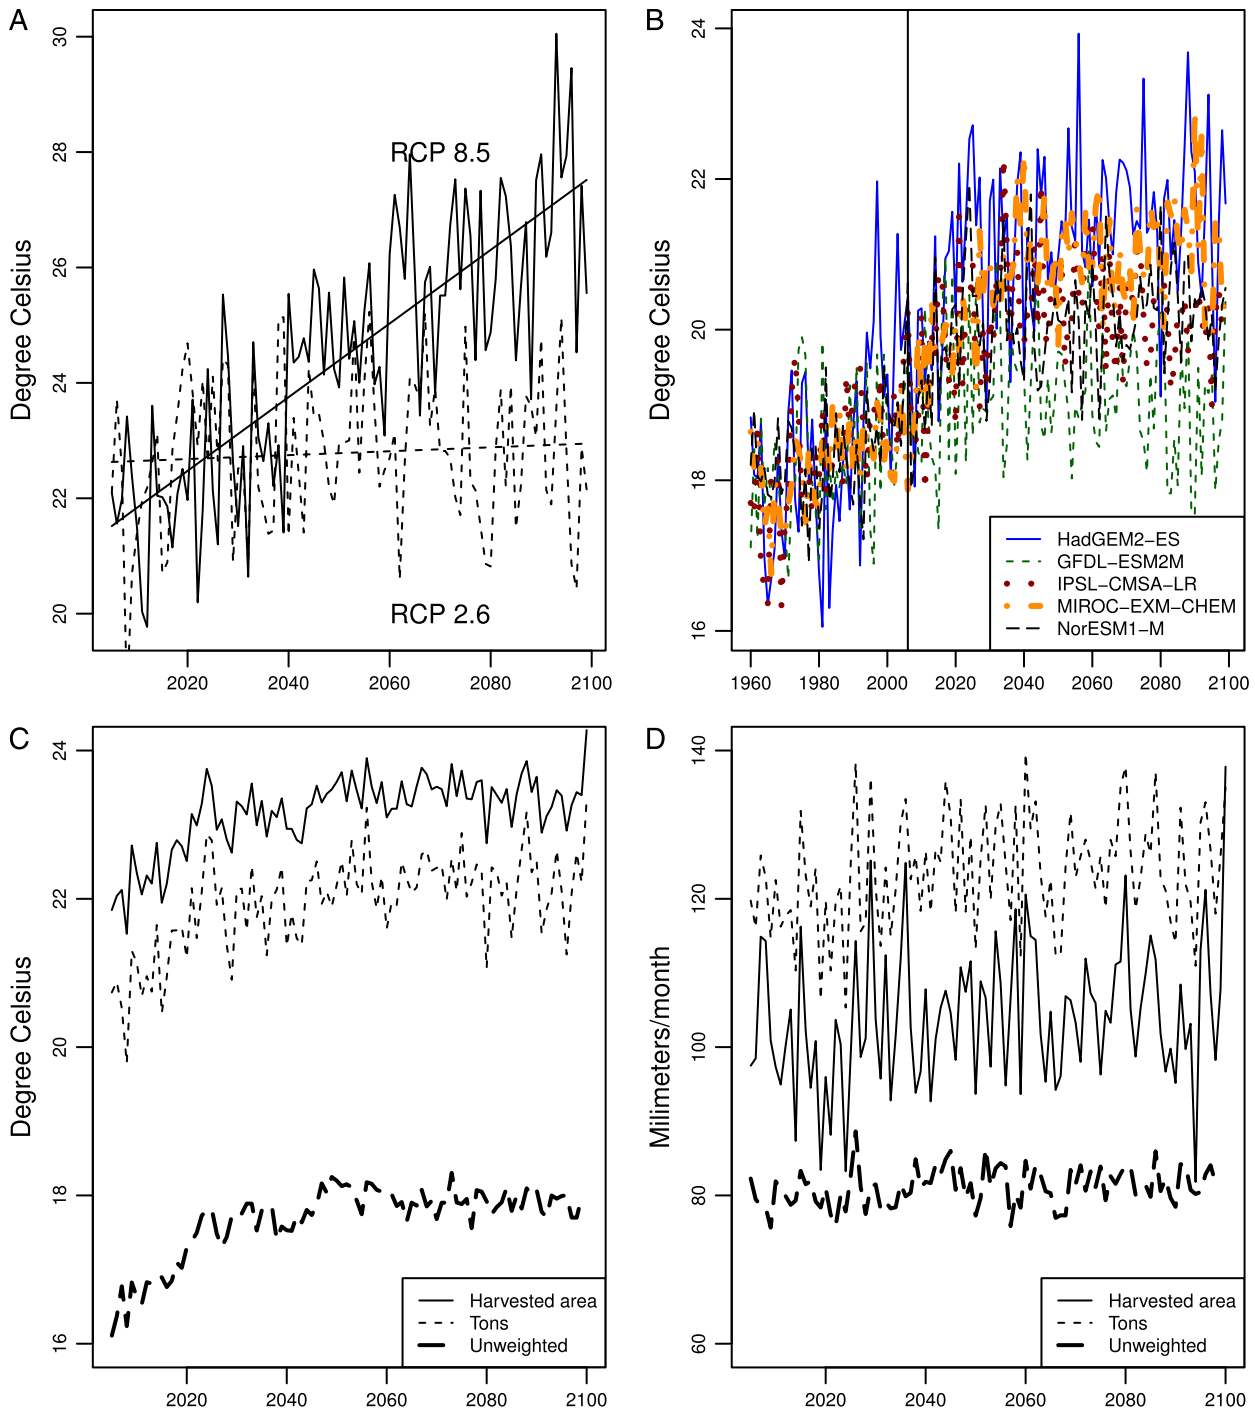 A
Degree Celsius
30
28
26
24
22
20
RCP 8.5
RCP 2.6
2020
2040
2060
2080
2100
B
Degree Celsius
24
22
20
18
16
HadGEM2−ES
GFDL−ESM2M
IPSL−CMSA−LR
MIROC−EXM−CHEM
NorESM1−M
1960
1980
2000
2020
2040
2060
2080
2100
C
Degree Celsius
24
22
20
18
16
Harvested area
Tons
Unweighted
2020
2040
2060
2080
2100
D
Milimeters/month
140
120
100
80
60
Harvested area
Tons
Unweighted
2020
2040
2060
2080
2100